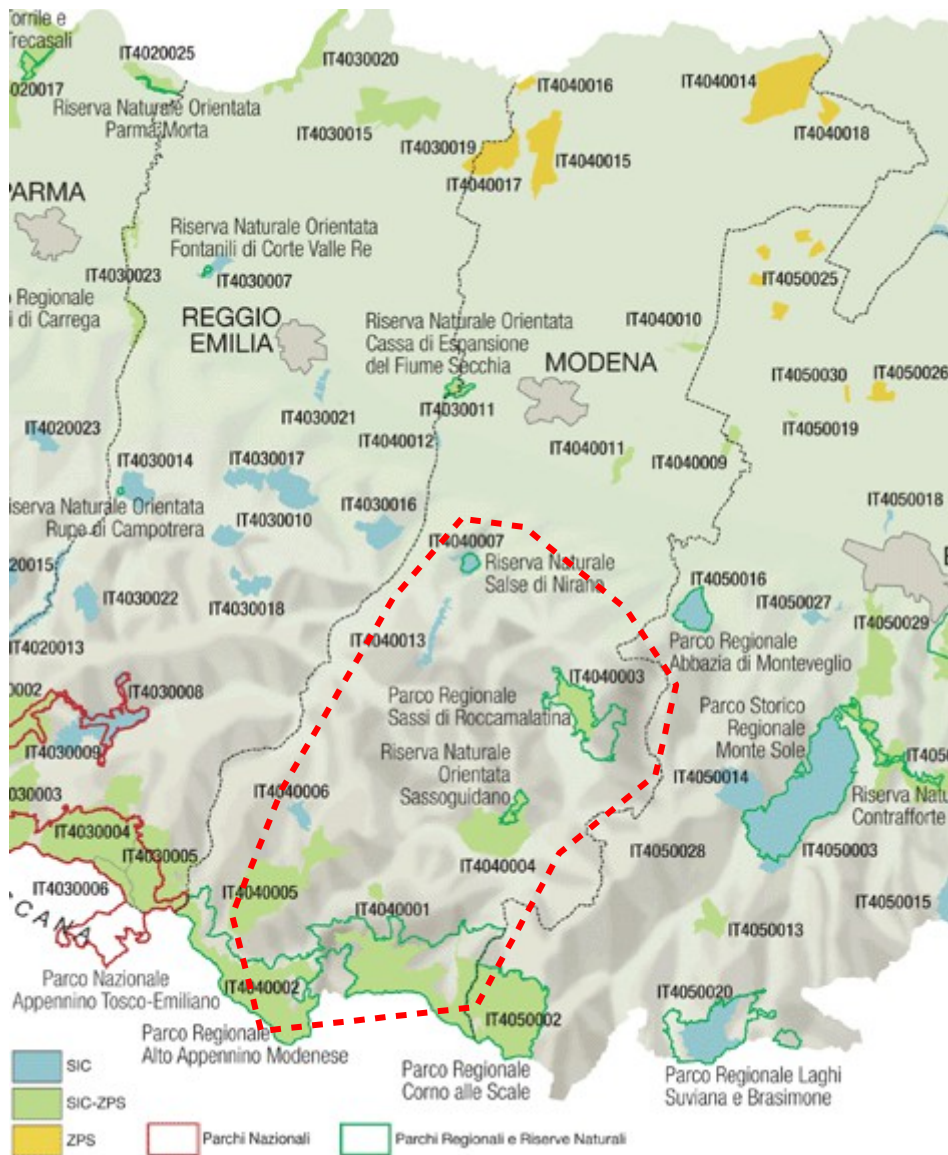 orrile e
Trecasali
IT4020025
IT4030020
IT4040016
IT4040014
020017
Riserva Naturale Orientata
Parma Morta
IT4030015
IT4030019
IT4040018
IT4040015
IT4040017
PARMA
Riserva Naturale Orientata
Fontanili di Corte Valle Re
IT4030023
IT4030007
IT4050025
o Regionale
i di Carrega
REGGIO
EMILIA
Riserva Naturale Orientata
Cassa di Espansione
del Fiume Secchia
IT4040010
MODENA
IT4050030
IT4050026
IT4030021
IT4030011
IT4050019
IT4020023
IT4040012
IT4040011
IT4040009
IT4030014
IT4030017
iserva Naturale Orientata
Rupe di Campotrera
IT4030016
IT4050018
IT4030010
IT4040007
Riserva Naturale
Salse di Nirano
020015
IT4050016
IT4030022
IT4030018
IT4050027
IT4050029
IT4040013
IT4020013
Parco Regionale
Abbazia di Monteveglio
0002
IT4030008
IT4040003
Parco Regionale
Sassi di Roccamalatina
Parco Storico
Regionale
Monte Sole
IT4030009
Riserva Naturale
Orientata
Sassoguidano
IT4050
IT4050014
030003
IT4040006
Riserva Natu
Contrafforte
IT4030004
IT4030005
IT4040004
IT4050028
IT4050003
IT4030006
IT4040005
IT4040001
IT4050015
CANA
IT4050013
Parco Nazionale
Appennino Tosco-Emiliano
IT4040002
IT4050020
IT4050002
Parco Regionale
Alto Appennino Modenese
Parco Regionale
Corno alle Scale
Parco Regionale Laghi
Suviana e Brasimone
SIC
SIC-ZPS
ZPS
Parchi Nazionali
Parchi Regionali e Riserve Naturali